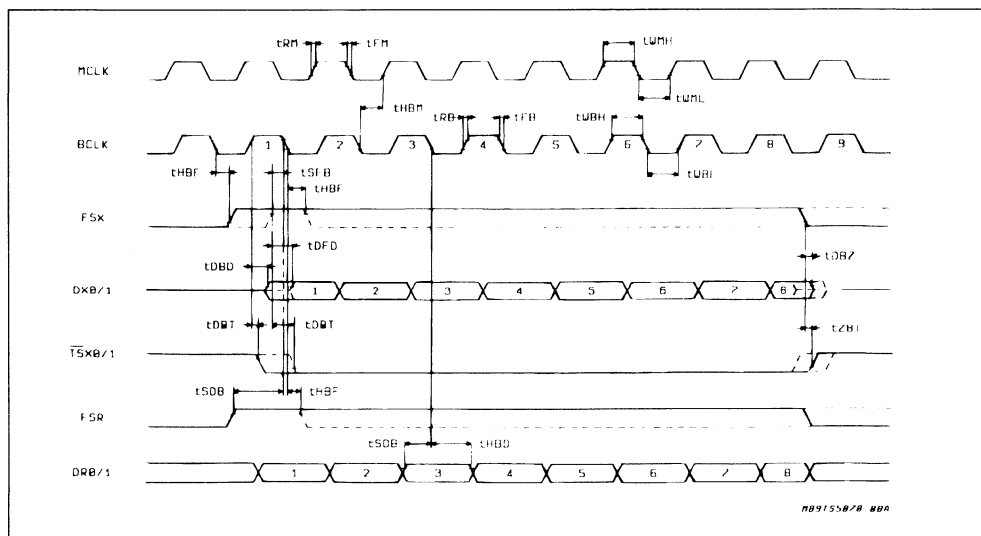 tRM tFM tWMH
MCLK
tHBM tWML
tRB tFB tWBH
BCLK 1 2 3 4 5 6 7 8 9
tHBF tSFB tWBL
tHBF
FSX
tDFD tDBZ
tDBD
DX0/1 1 2 3 4 5 6 7 8
tDBT tDBT tZBT
TSX0/1
tSDB tHBF
FSR
tSDB tHBD
DR0/1 1 2 3 4 5 6 7 8